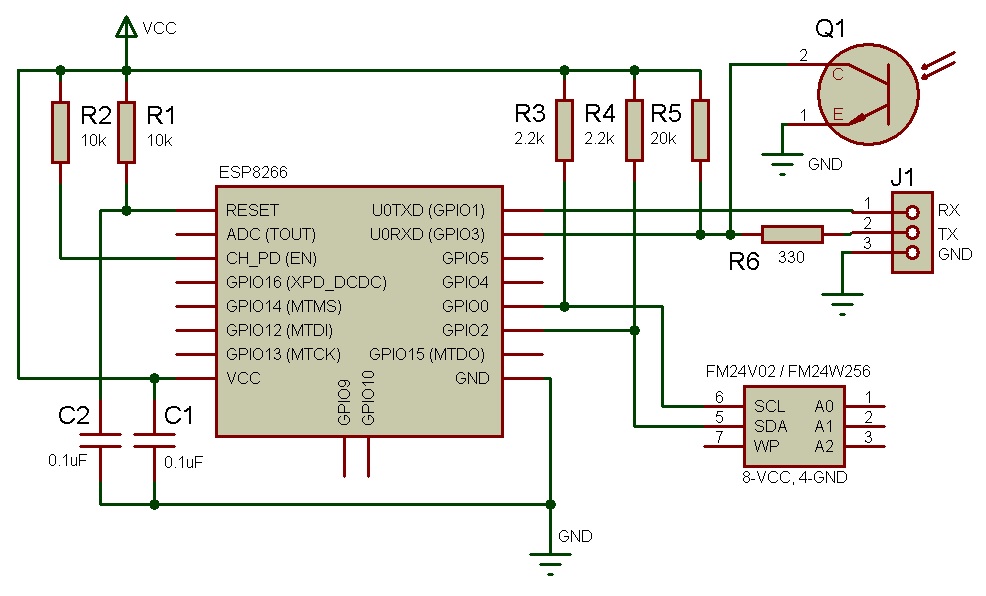 VCC
Q1
2
C
1
E
GND
R2
10k
R1
10k
R3
2.2k
R4
2.2k
R5
20k
ESP8266
RESET
ADC (TOUT)
CH_PD (EN)
GPIO16 (XPD_DCDC)
GPIO14 (MTMS)
GPIO12 (MTDI)
GPIO13 (MTCK)
VCC
U0TXD (GPIO1)
U0RXD (GPIO3)
GPIO5
GPIO4
GPIO0
GPIO2
GPIO15 (MTDO)
GND
GPIO9
GPIO10
J1
1
RX
2
TX
3
GND
R6
330
C2
0.1uF
C1
0.1uF
FM24V02 / FM24W256
6
SCL
A0
1
5
SDA
A1
2
7
WP
A2
3
8-VCC, 4-GND
GND